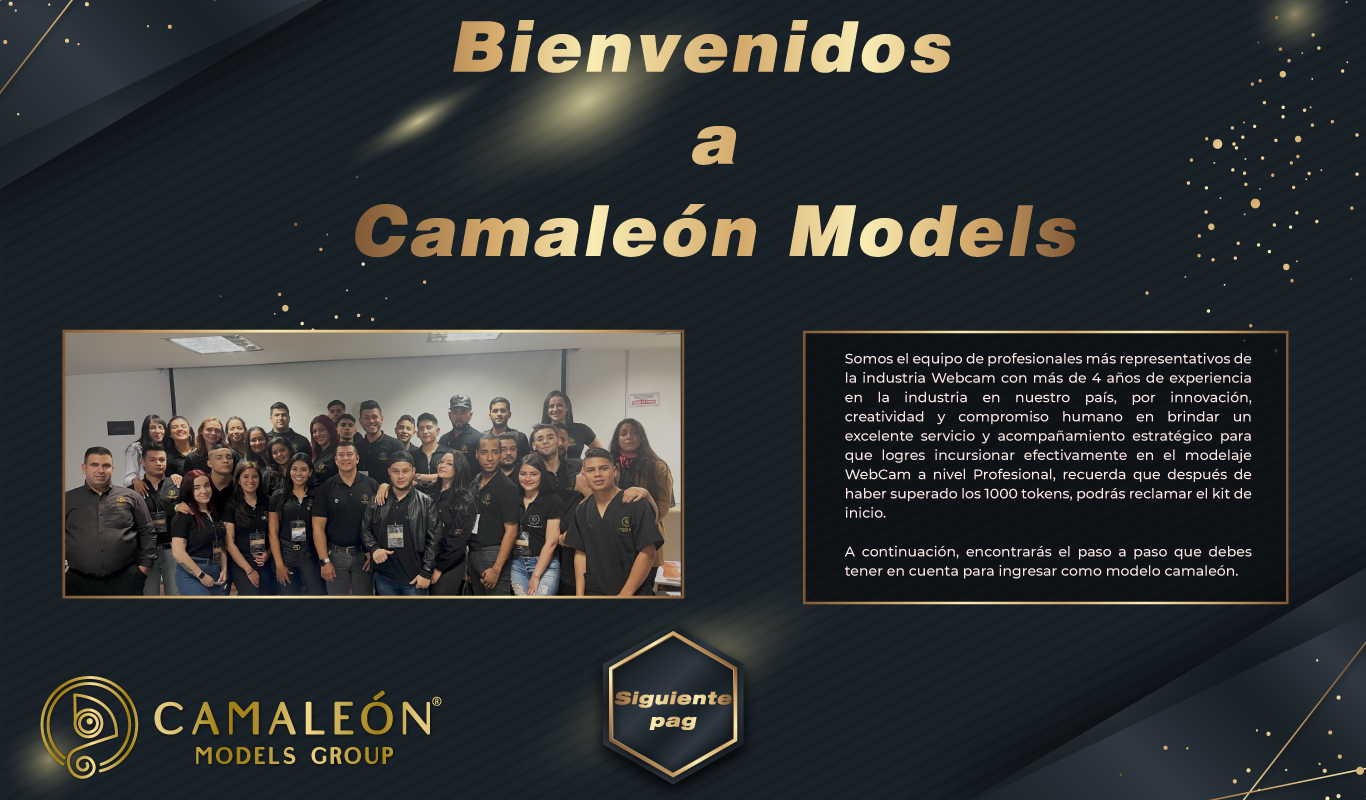 Bienvenidos
a
Camaleón Models
Somos el equipo de profesionales más representativos de
la industria Webcam con más de 4 años de experiencia
en la industria en nuestro país, por innovación,
creatividad y compromiso humano en brindar un
excelente servicio y acompañamiento estratégico para
que logres incursionar efectivamente en el modelaje
WebCam a nivel Profesional, recuerda que después de
haber superado los 1000 tokens, podrás reclamar el kit de
inicio.
A continuación, encontrarás el paso a paso que debes
tener en cuenta para ingresar como modelo camaleón.
Siguiente
pag
CAMALEÓN®
MODELS GROUP